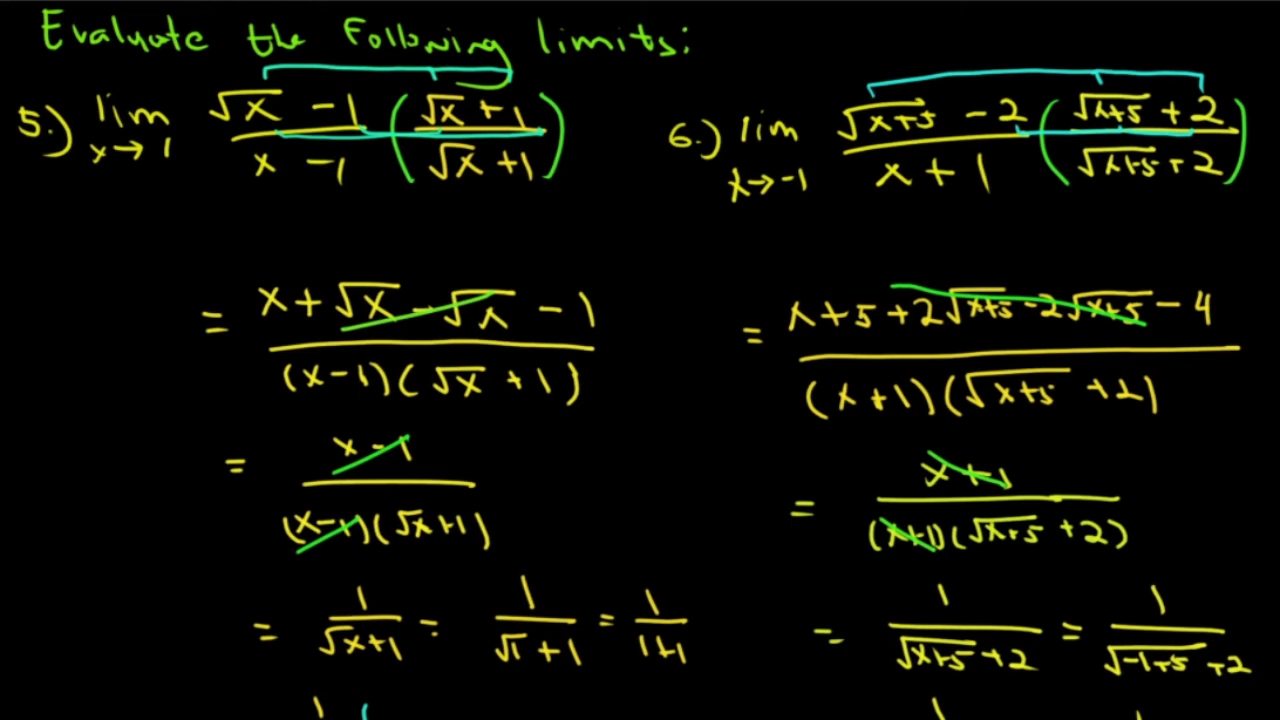 Evaluate the Following limits:
5.) lim x→1 (√x - 1)/(x - 1) ((√x + 1)/(√x + 1))
= (x + √x - √x - 1)/((x-1)(√x + 1))
= (x - 1)/((x-1)(√x+1))
= 1/(√x+1) = 1/(√1 + 1) = 1/(1+1)
6.) lim x→-1 (√(x+5) - 2)/(x + 1) ((√(x+5) + 2)/(√(x+5) + 2))
= (x + 5 + 2√(x+5) - 2√(x+5) - 4)/((x+1)(√(x+5) + 2))
= (x + 1)/((x+1)(√(x+5) + 2))
= 1/(√(x+5) + 2) = 1/(√(-1+5) + 2)